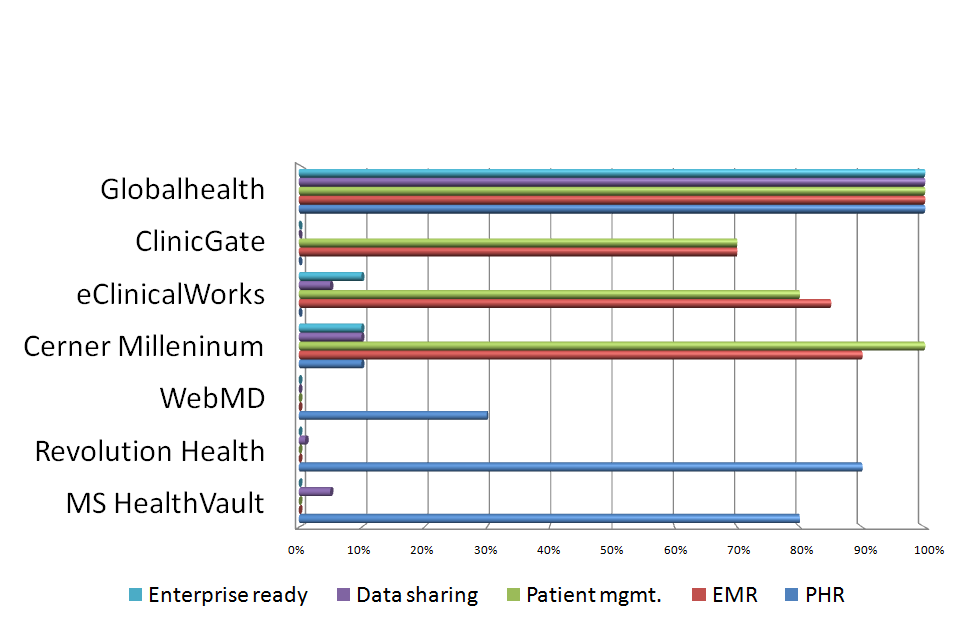 Globalhealth
ClinicGate
eClinicalWorks
Cerner Milleninum
WebMD
Revolution Health
MS HealthVault
0% 10% 20% 30% 40% 50% 60% 70% 80% 90% 100%
Enterprise ready Data sharing Patient mgmt. EMR PHR